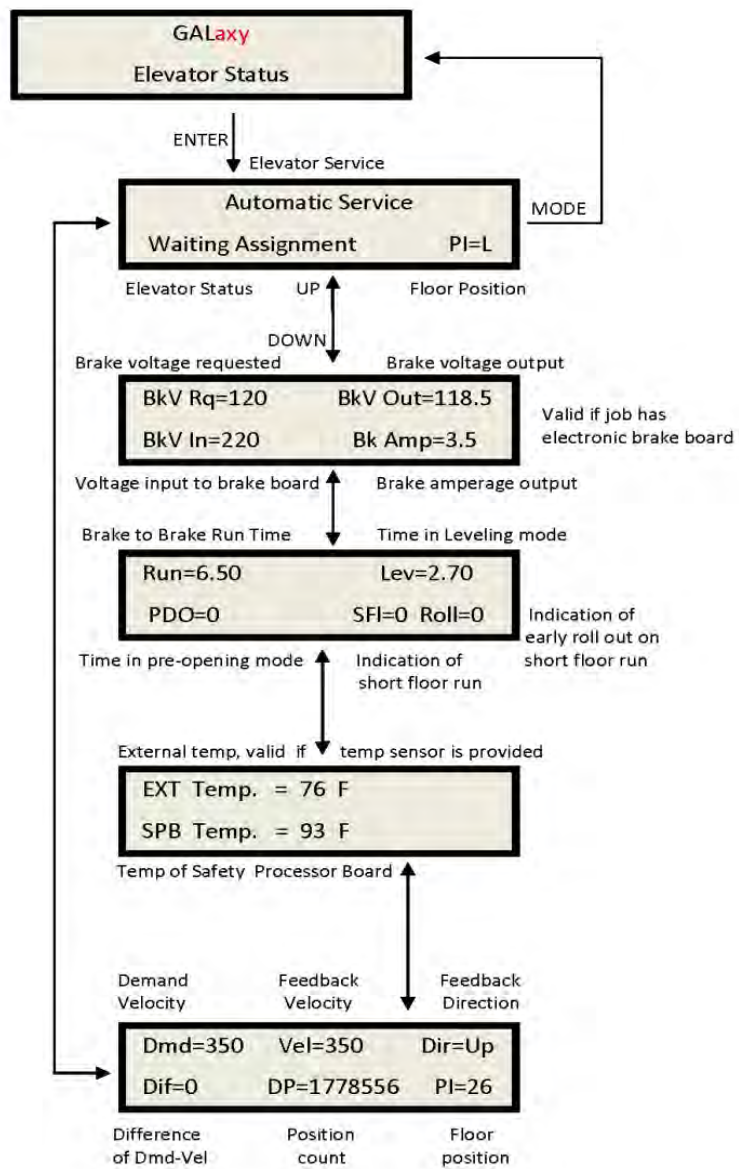 GALaxy
Elevator Status
ENTER
Elevator Service
Automatic Service
MODE
Waiting Assignment PI=L
Elevator Status UP Floor Position
DOWN
Brake voltage requested Brake voltage output
BkV Rq=120 BkV Out=118.5
BkV In=220 Bk Amp=3.5
Valid if job has
electronic brake board
Voltage input to brake board Brake amperage output
Brake to Brake Run Time Time in Leveling mode
Run=6.50 Lev=2.70
PDO=0 SFI=0 Roll=0
Indication of
early roll out on
short floor run
Time in pre-opening mode
Indication of
short floor run
External temp, valid if temp sensor is provided
EXT Temp. = 76 F
SPB Temp. = 93 F
Temp of Safety Processor Board
Demand
Velocity
Feedback
Velocity
Feedback
Direction
Dmd=350 Vel=350 Dir=Up
Dif=0 DP=1778556 PI=26
Difference
of Dmd-Vel
Position
count
Floor
position